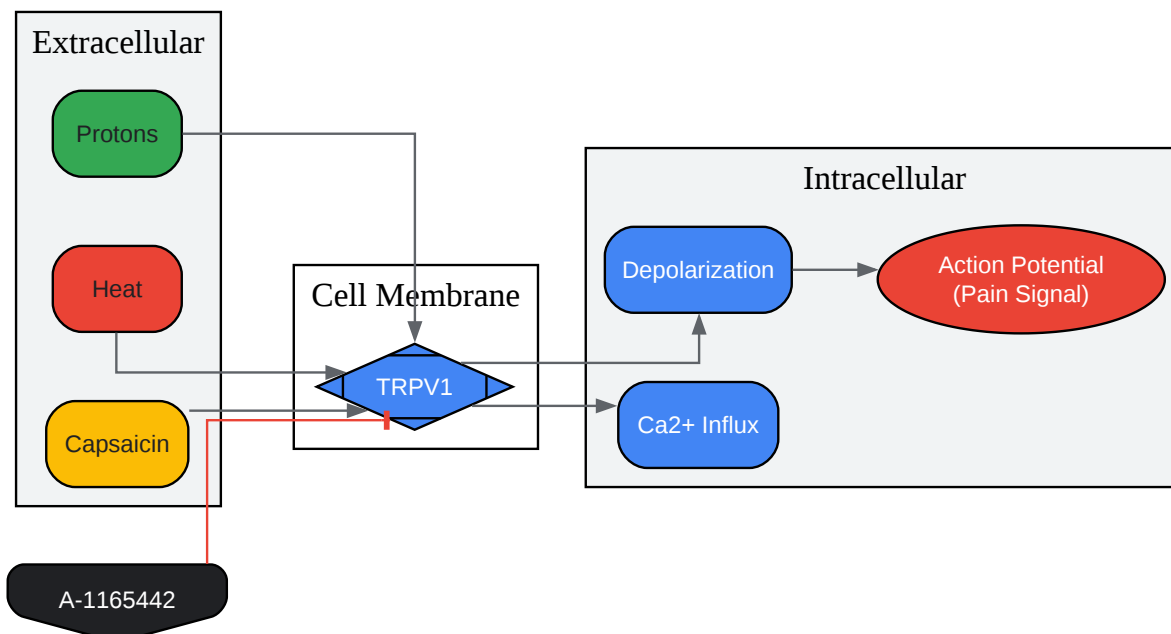 Extracellular
Protons
Heat
Capsaicin
A-1165442
Cell Membrane
TRPV1
Intracellular
Depolarization
Action Potential
(Pain Signal)
Ca2+ Influx